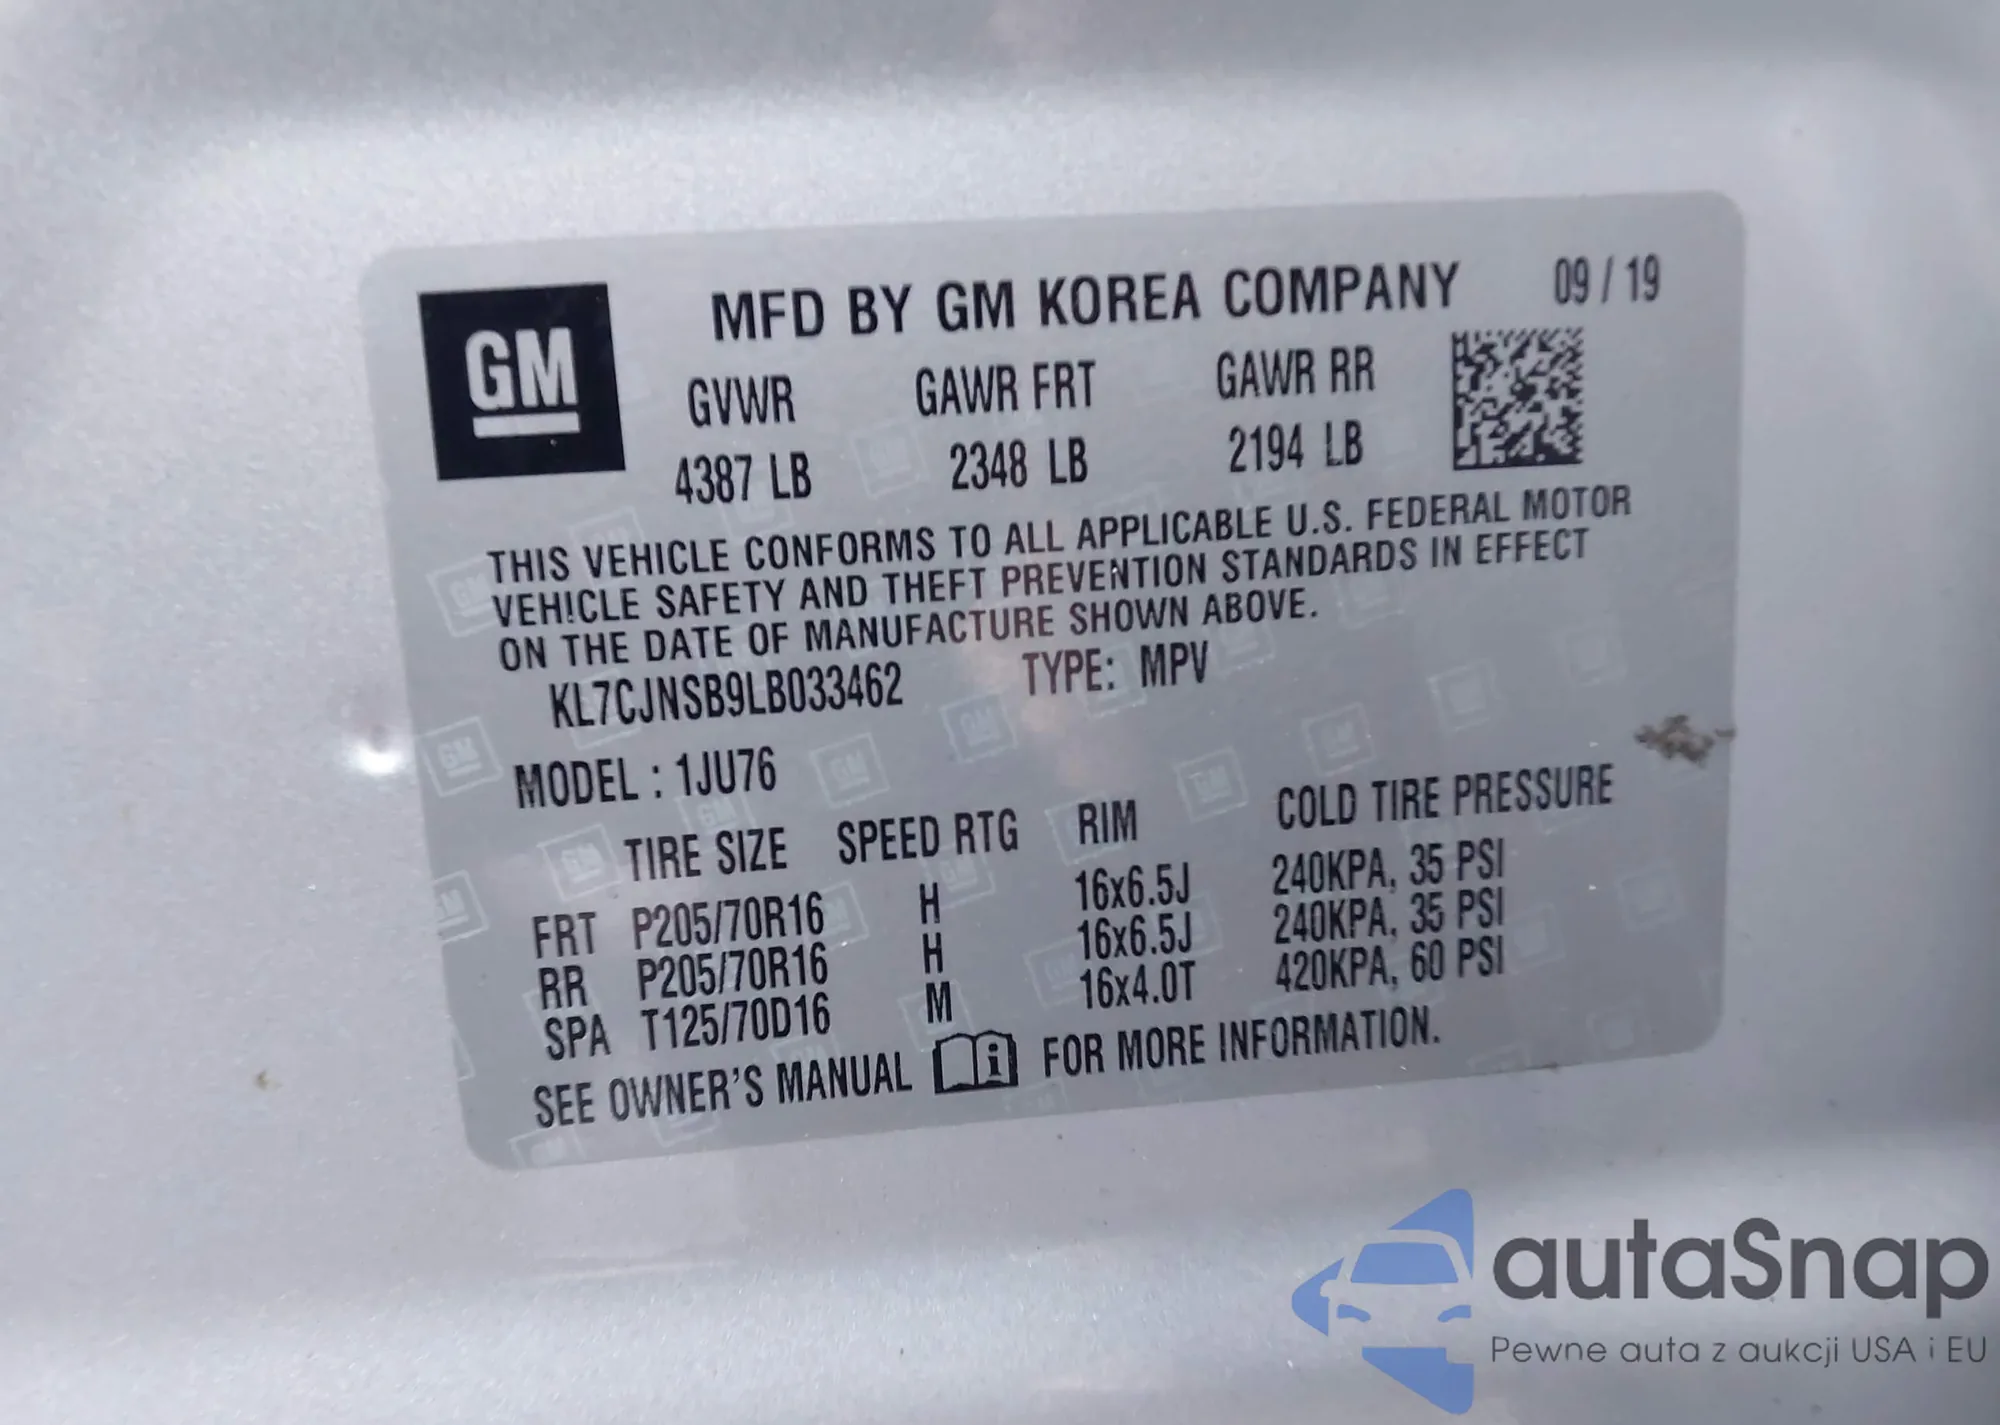 GM
MFD BY GM KOREA COMPANY 09 / 19
GVWR GAWR FRT GAWR RR
4387 LB 2348 LB 2194 LB
THIS VEHICLE CONFORMS TO ALL APPLICABLE U.S. FEDERAL MOTOR
VEHICLE SAFETY AND THEFT PREVENTION STANDARDS IN EFFECT
ON THE DATE OF MANUFACTURE SHOWN ABOVE.
KL7CJNSB9LB033462 TYPE: MPV
MODEL : 1JU76
TIRE SIZE SPEED RTG RIM COLD TIRE PRESSURE
FRT P205/70R16 H 16x6.5J 240KPA, 35 PSI
RR P205/70R16 H 16x6.5J 240KPA, 35 PSI
SPA T125/70D16 M 16x4.0T 420KPA, 60 PSI
SEE OWNER'S MANUAL i FOR MORE INFORMATION.
autaSnap
Pewne auta z aukcji USA i EU